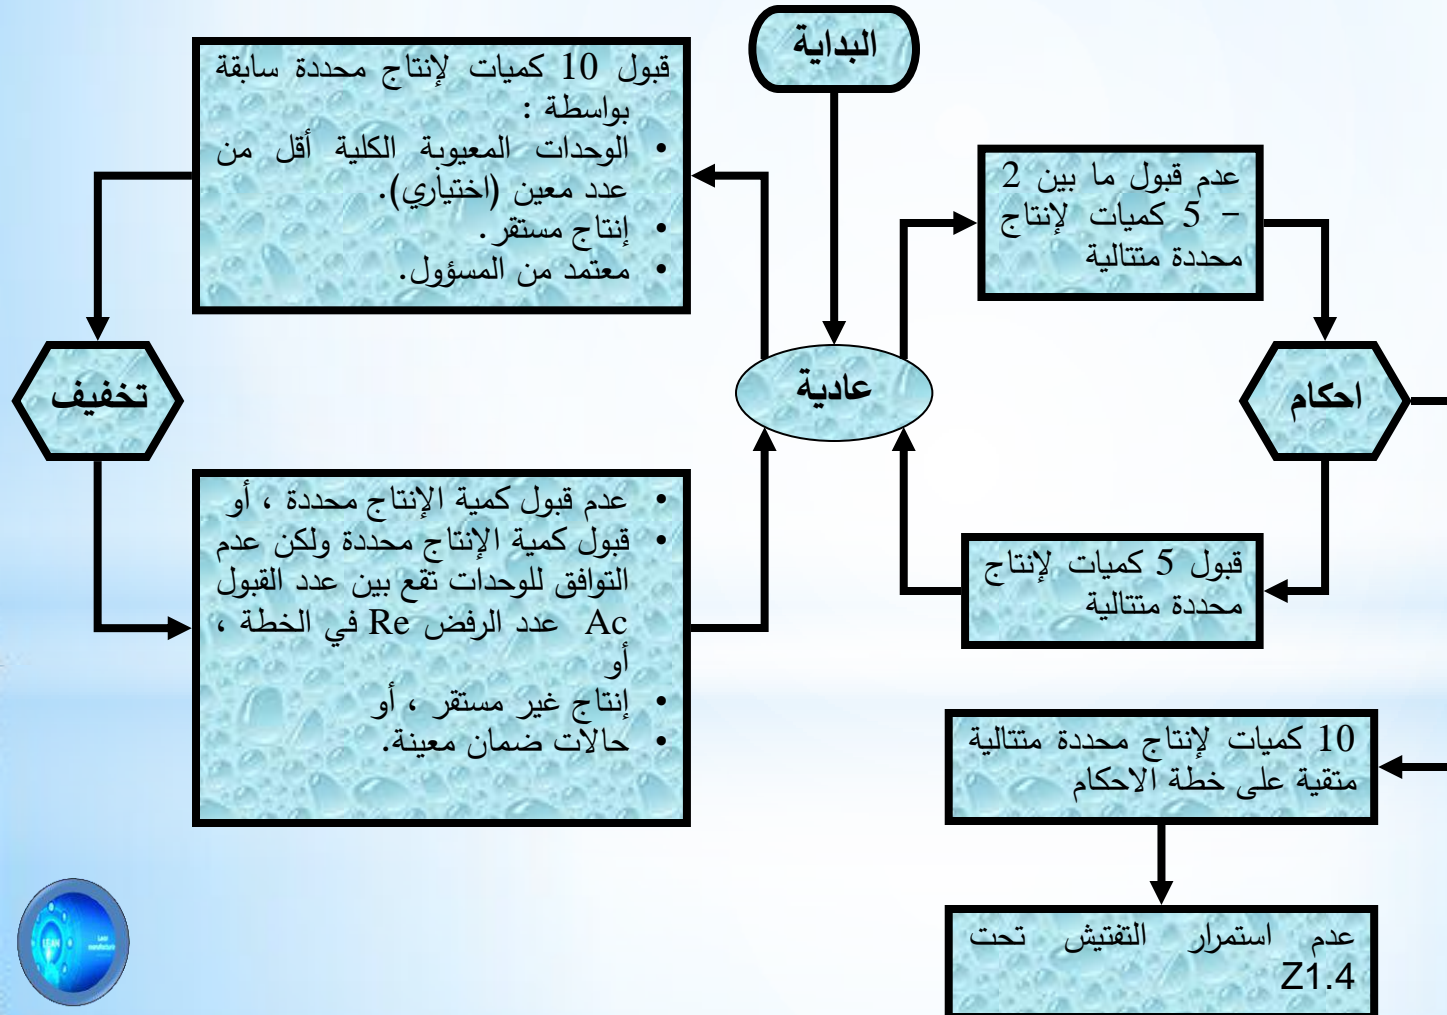 البداية
قبول 10 كميات لإنتاج محددة سابقة
بواسطة :
• الوحدات المعيوبة الكلية أقل من
عدد معين (اختياري).
• إنتاج مستقر.
• معتمد من المسؤول.
عدم قبول ما بين 2
– 5 كميات لإنتاج
محددة متتالية
تخفيف
عادية
احكام
• عدم قبول كمية الإنتاج محددة ، أو
• قبول كمية الإنتاج محددة ولكن عدم
التوافق للوحدات تقع بين عدد القبول
Ac عدد الرفض Re في الخطة ،
أو
• إنتاج غير مستقر ، أو
• حالات ضمان معينة.
قبول 5 كميات لإنتاج
محددة متتالية
10 كميات لإنتاج محددة متتالية
متقية على خطة الاحكام
عدم استمرار التفتيش تحت
Z1.4
LEAN